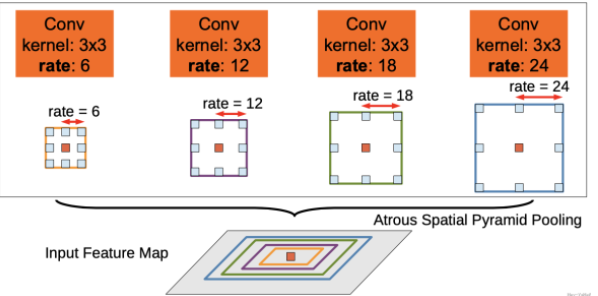 Conv
kernel: 3x3
rate: 6
Conv
kernel: 3x3
rate: 12
Conv
kernel: 3x3
rate: 18
Conv
kernel: 3x3
rate: 24
rate = 6
rate = 12
rate = 18
rate = 24
Atrous Spatial Pyramid Pooling
Input Feature Map